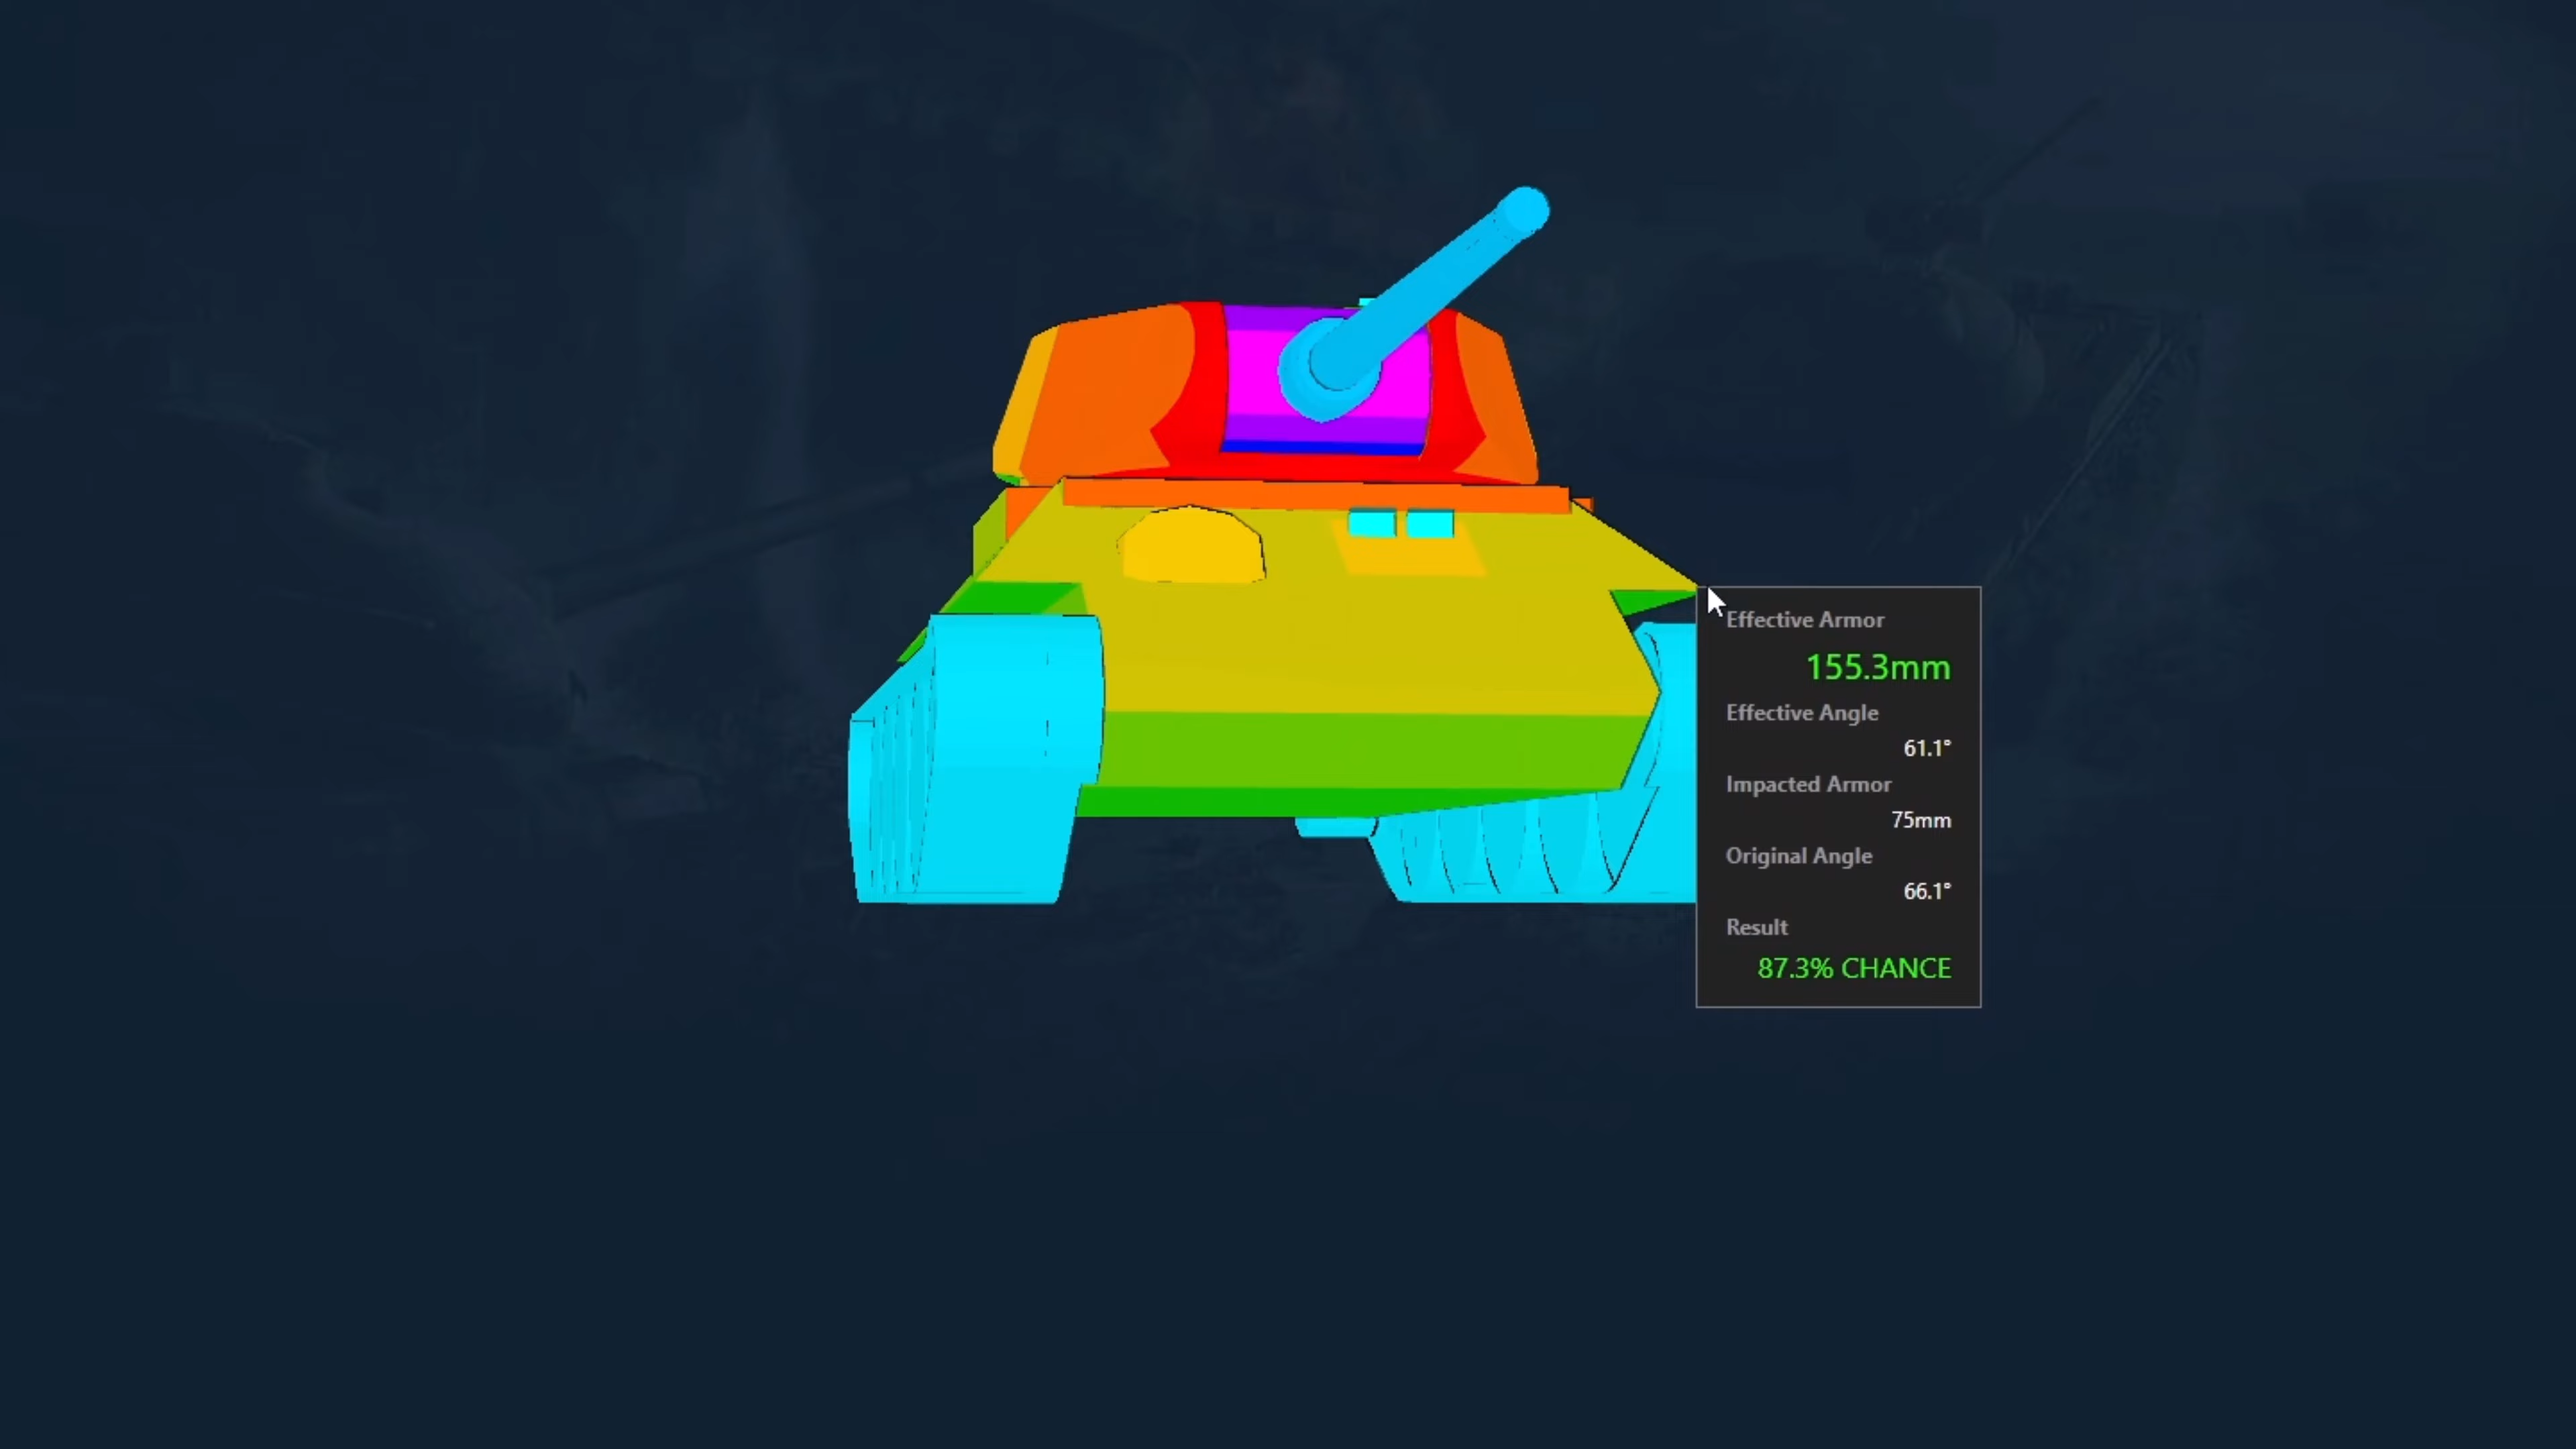 Effective Armor
155.3mm
Effective Angle
61.1°
Impacted Armor
75mm
Original Angle
66.1°
Result
87.3% CHANCE